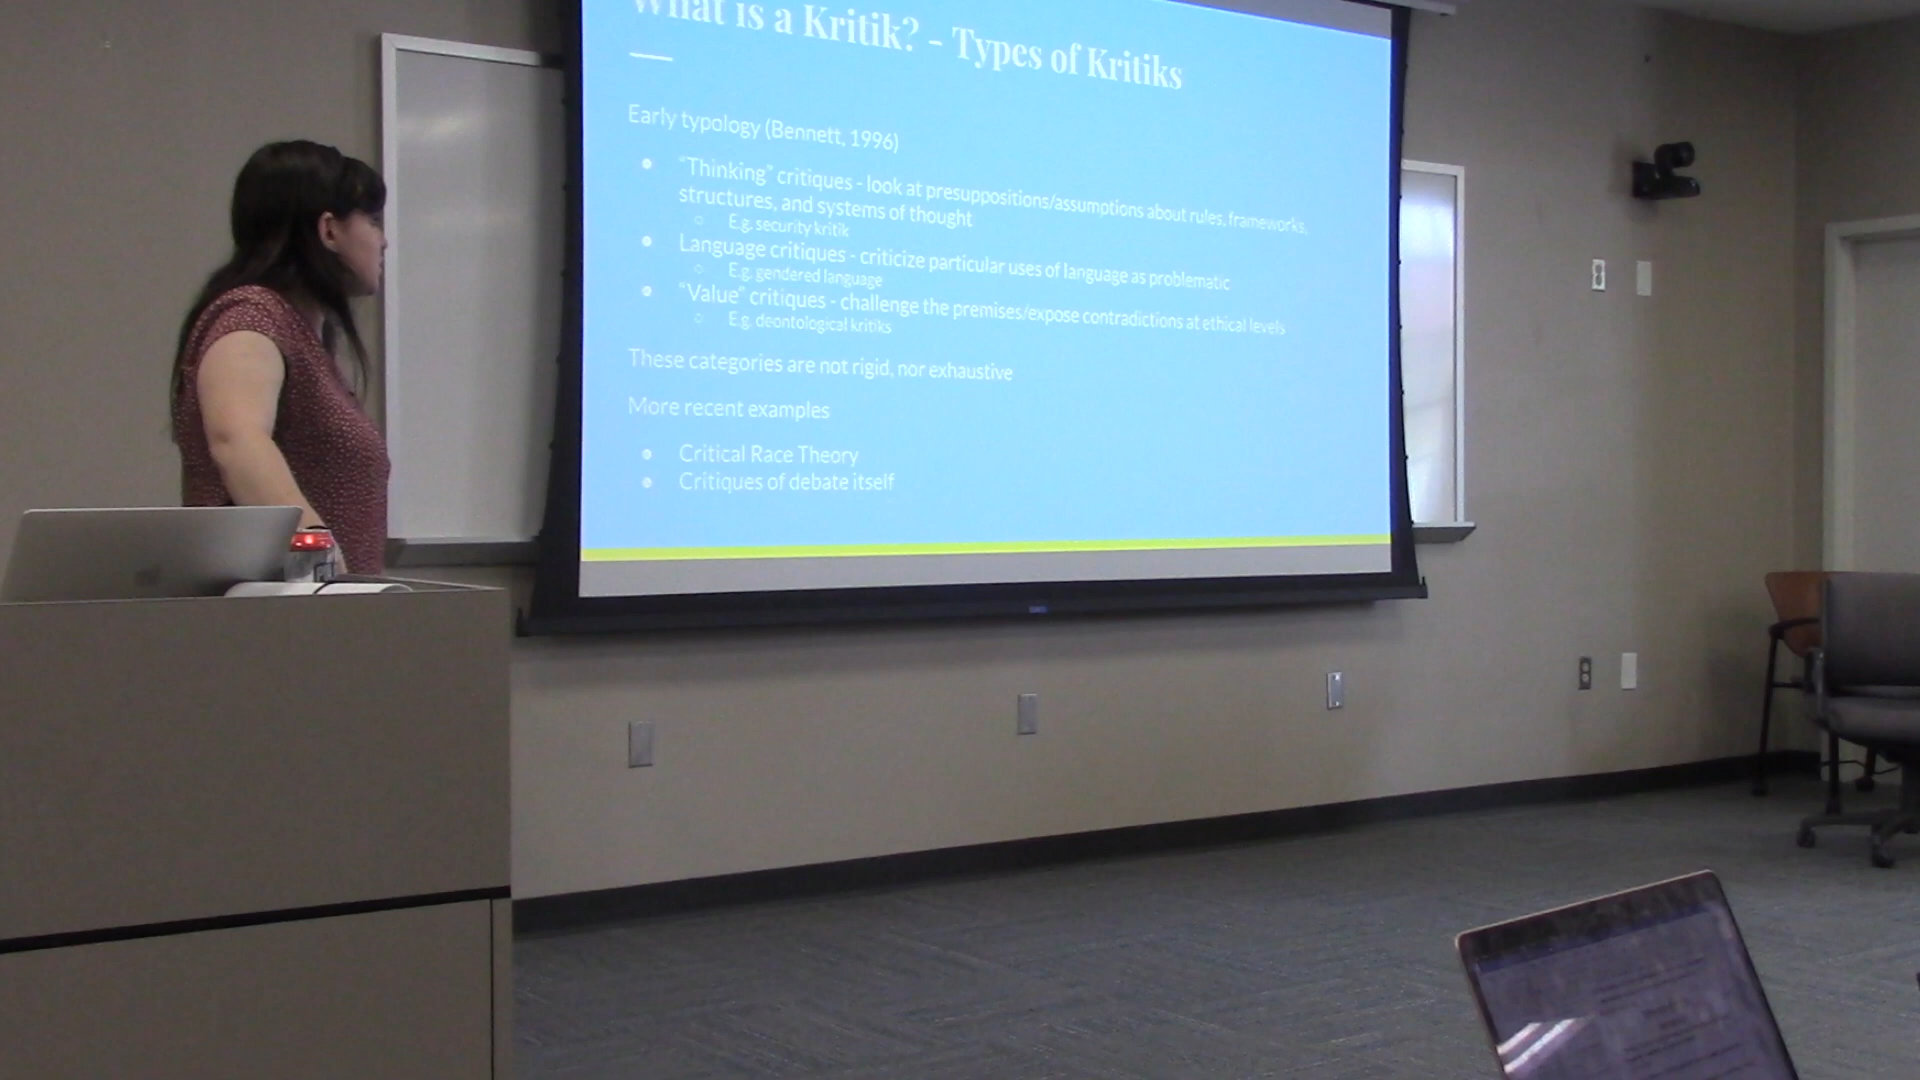 What is a Kritik? - Types of Kritiks
Early typology (Bennett, 1996)
“Thinking” critiques - look at presuppositions/assumptions about rules, frameworks,
structures, and systems of thought
E.g. security kritik
Language critiques - criticize particular uses of language as problematic
E.g. gendered language
“Value” critiques - challenge the premises/expose contradictions at ethical levels
E.g. deontological kritiks
These categories are not rigid, nor exhaustive
More recent examples
Critical Race Theory
Critiques of debate itself